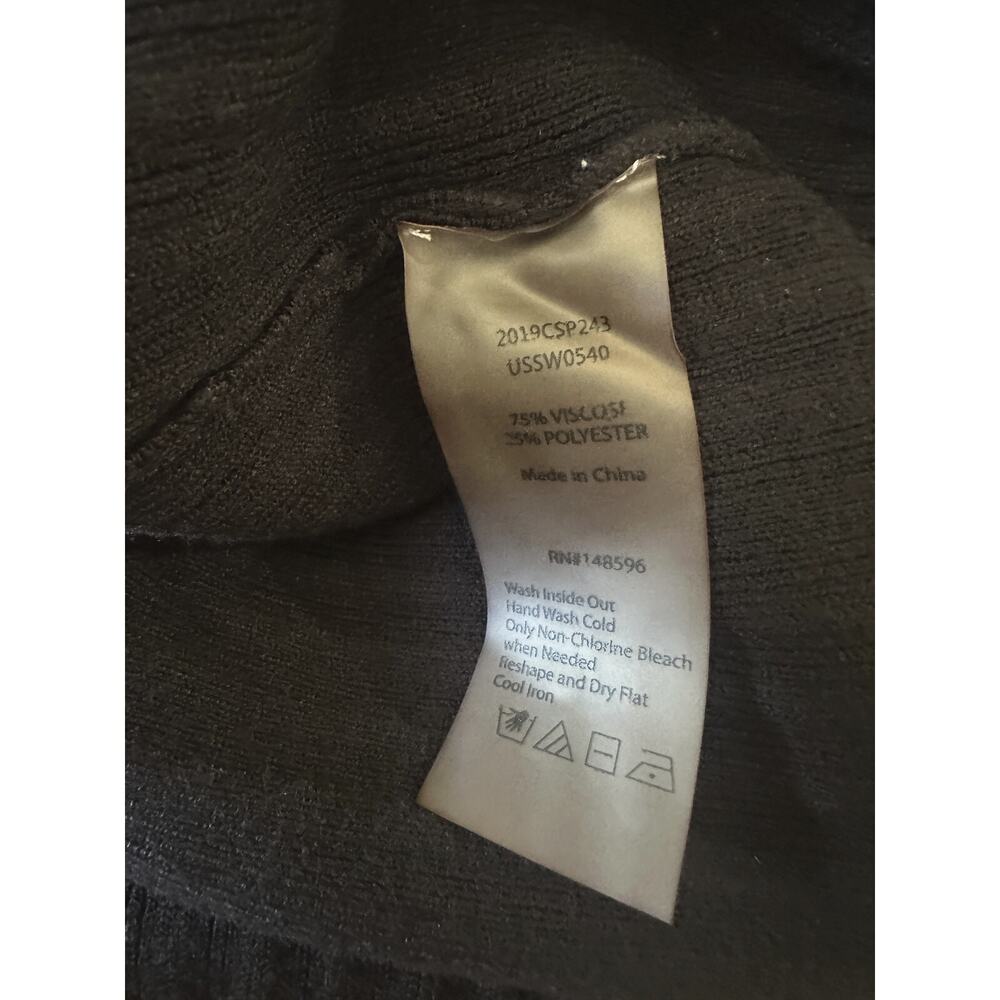 2019CSP243
USSW0540
75% VISCOSE
25% POLYESTER
Made in China
RN#148596
Wash Inside Out
Hand Wash Cold
Only Non-Chlorine Bleach
when Needed
Reshape and Dry Flat
Cool Iron